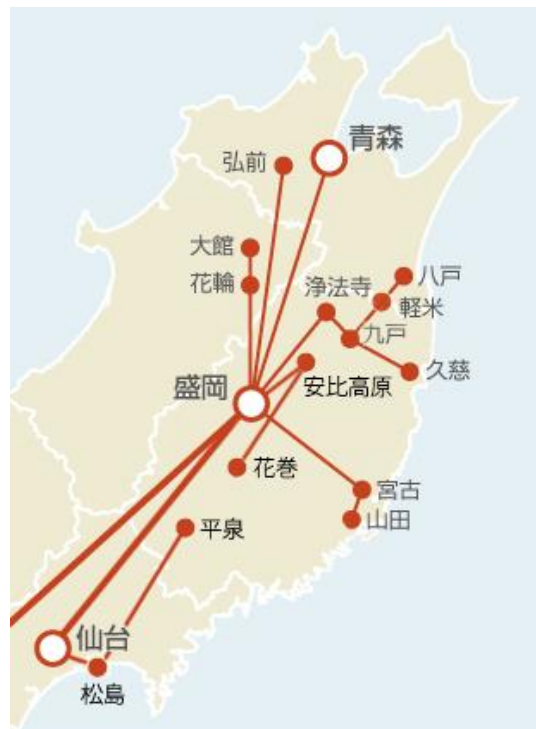 青森
弘前
大館
花輪
浄法寺
八戸
軽米
九戸
久慈
安比高原
盛岡
花巻
宮古
山田
平泉
仙台
松島